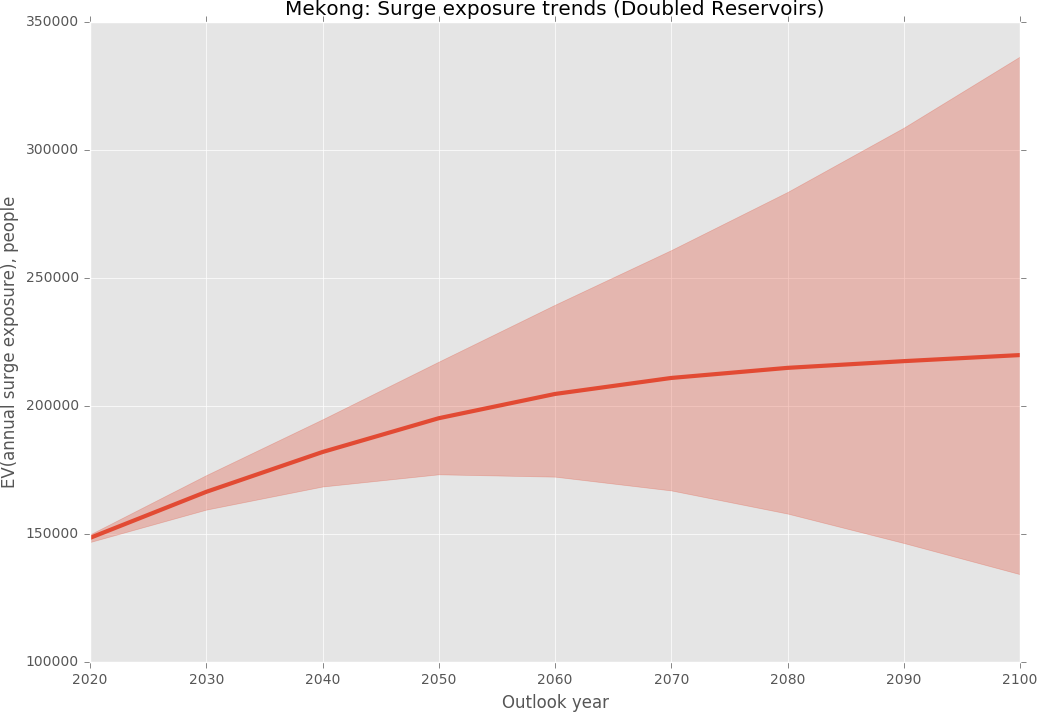 Mekong: Surge exposure trends (Doubled Reservoirs)
350000
300000
250000
200000
150000
100000
EV(annual surge exposure), people
2020 2030 2040 2050 2060 2070 2080 2090 2100
Outlook year